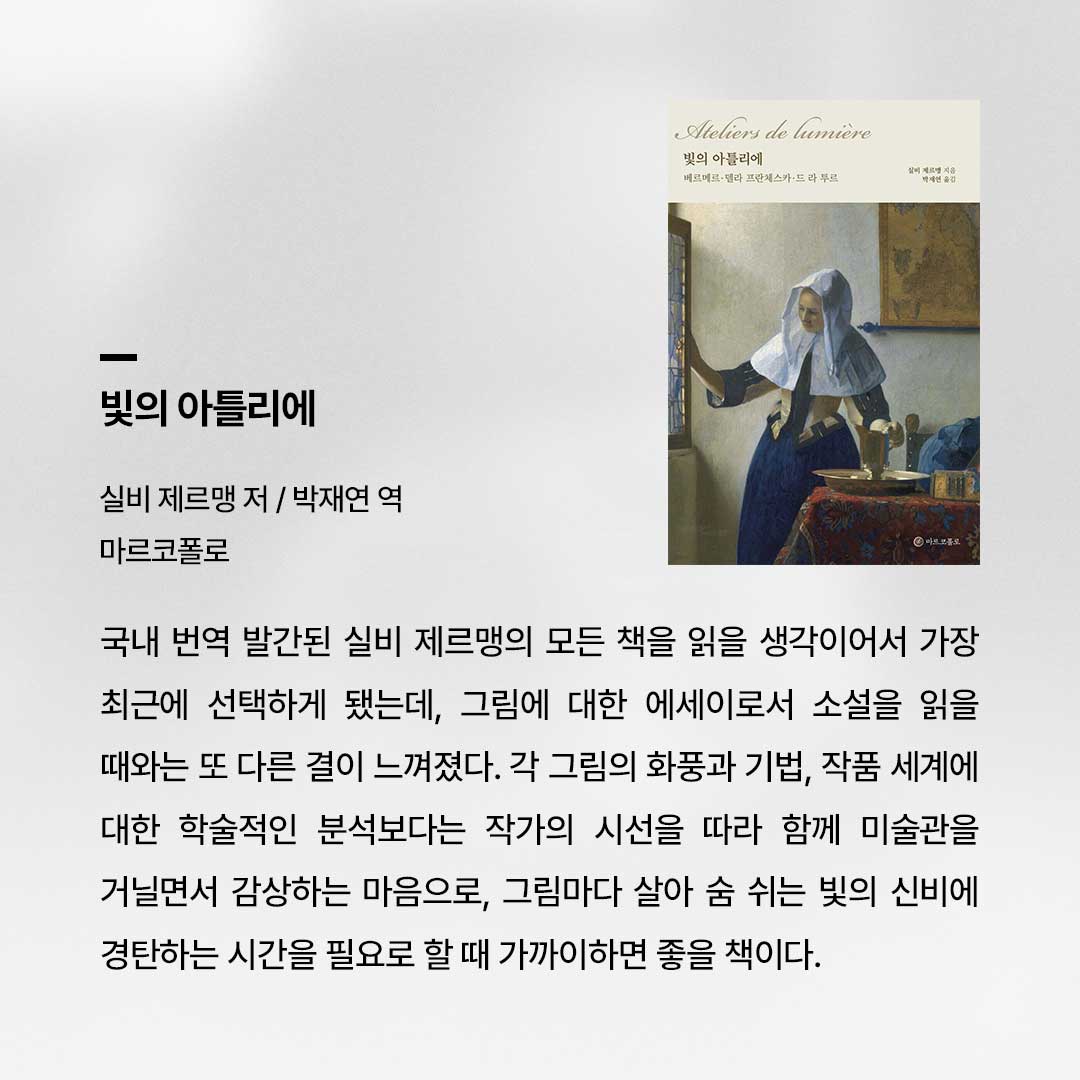 Ateliers de lumière
빛의 아틀리에
베르메르·델라 프란체스카·드 라 투르
실비 제르맹 지음
박재연 옮김
마르코폴로
빛의 아틀리에
실비 제르맹 저 / 박재연 역
마르코폴로
국내 번역 발간된 실비 제르맹의 모든 책을 읽을 생각이어서 가장
최근에 선택하게 됐는데, 그림에 대한 에세이로서 소설을 읽을
때와는 또 다른 결이 느껴졌다. 각 그림의 화풍과 기법, 작품 세계에
대한 학술적인 분석보다는 작가의 시선을 따라 함께 미술관을
거닐면서 감상하는 마음으로, 그림마다 살아 숨 쉬는 빛의 신비에
경탄하는 시간을 필요로 할 때 가까이하면 좋을 책이다.